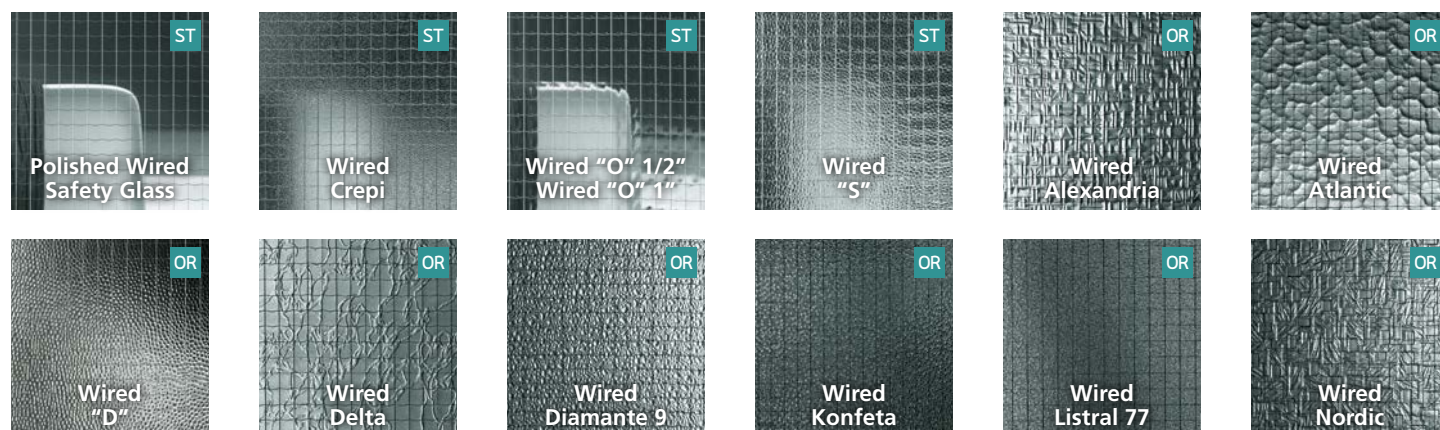 ST
Polished Wired
Safety Glass
ST
Wired
Crepi
ST
Wired “O” 1/2”
Wired “O” 1”
ST
Wired
“S”
OR
Wired
Alexandria
OR
Wired
Atlantic
OR
Wired
“D”
OR
Wired
Delta
OR
Wired
Diamante 9
OR
Wired
Konfeta
OR
Wired
Listral 77
OR
Wired
Nordic